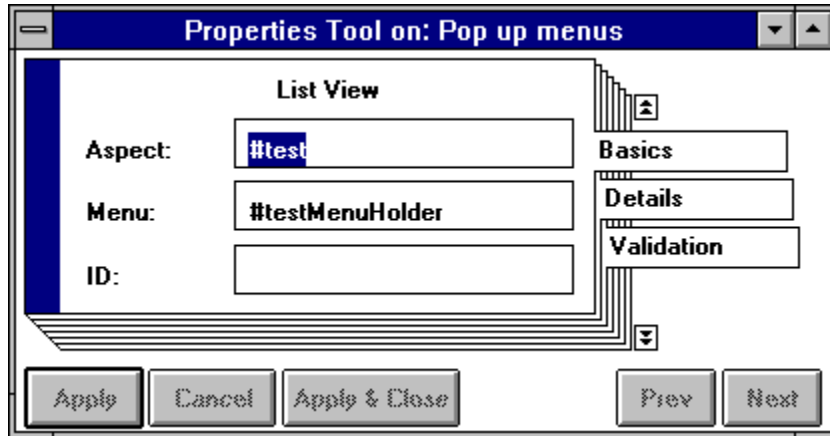 Properties Tool on: Pop up menus
List View
Aspect: #test
Basics
Menu: #testMenuHolder
Details
Validation
ID:
Apply Cancel Apply & Close Prev Next